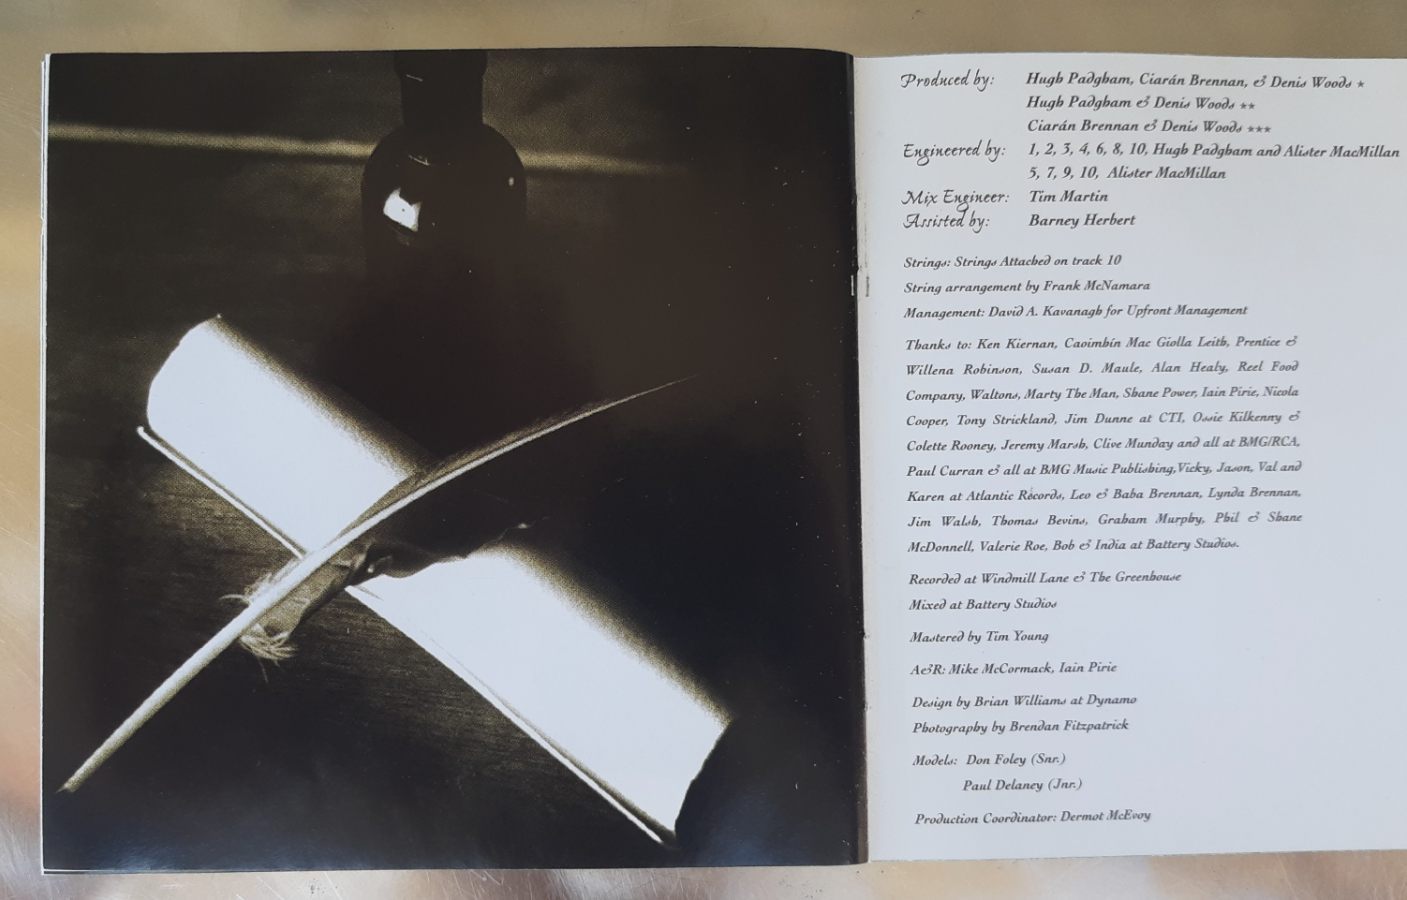 Produced by: Hugh Padgham, Ciarán Brennan, & Denis Woods *
Hugh Padgham & Denis Woods **
Ciarán Brennan & Denis Woods ***
Engineered by: 1, 2, 3, 4, 6, 8, 10, Hugh Padgham and Alister MacMillan
5, 7, 9, 10, Alister MacMillan
Mix Engineer: Tim Martin
Assisted by: Barney Herbert
Strings: Strings Attached on track 10
String arrangement by Frank McNamara
Management: David A. Kavanagh for Upfront Management
Thanks to: Ken Kiernan, Caoimhín Mac Giolla Leith, Prentice &
Willena Robinson, Susan D. Maule, Alan Healy, Reel Food
Company, Waltons, Marty The Man, Shane Power, Iain Pirie, Nicola
Cooper, Tony Strickland, Jim Dunne at CTI, Ossie Kilkenny &
Colette Rooney, Jeremy Marsh, Clive Munday and all at BMG/RCA,
Paul Curran & all at BMG Music Publishing,Vicky, Jason, Val and
Karen at Atlantic Records, Leo & Baba Brennan, Lynda Brennan,
Jim Walsh, Thomas Bevins, Graham Murphy, Phil & Shane
McDonnell, Valerie Roe, Bob & India at Battery Studios.
Recorded at Windmill Lane & The Greenhouse
Mixed at Battery Studios
Mastered by Tim Young
A&R: Mike McCormack, Iain Pirie
Design by Brian Williams at Dynamo
Photography by Brendan Fitzpatrick
Models: Don Foley (Snr.)
Paul Delaney (Jnr.)
Production Coordinator: Dermot McEvoy